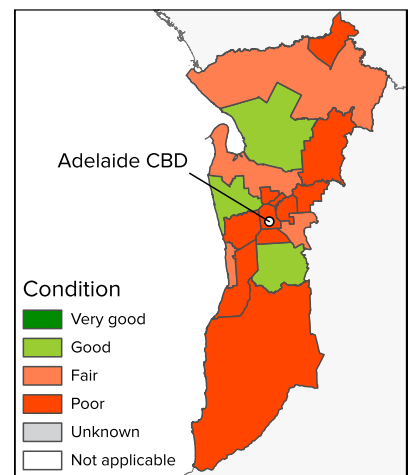 Adelaide CBD
Condition
Very good
Good
Fair
Poor
Unknown
Not applicable